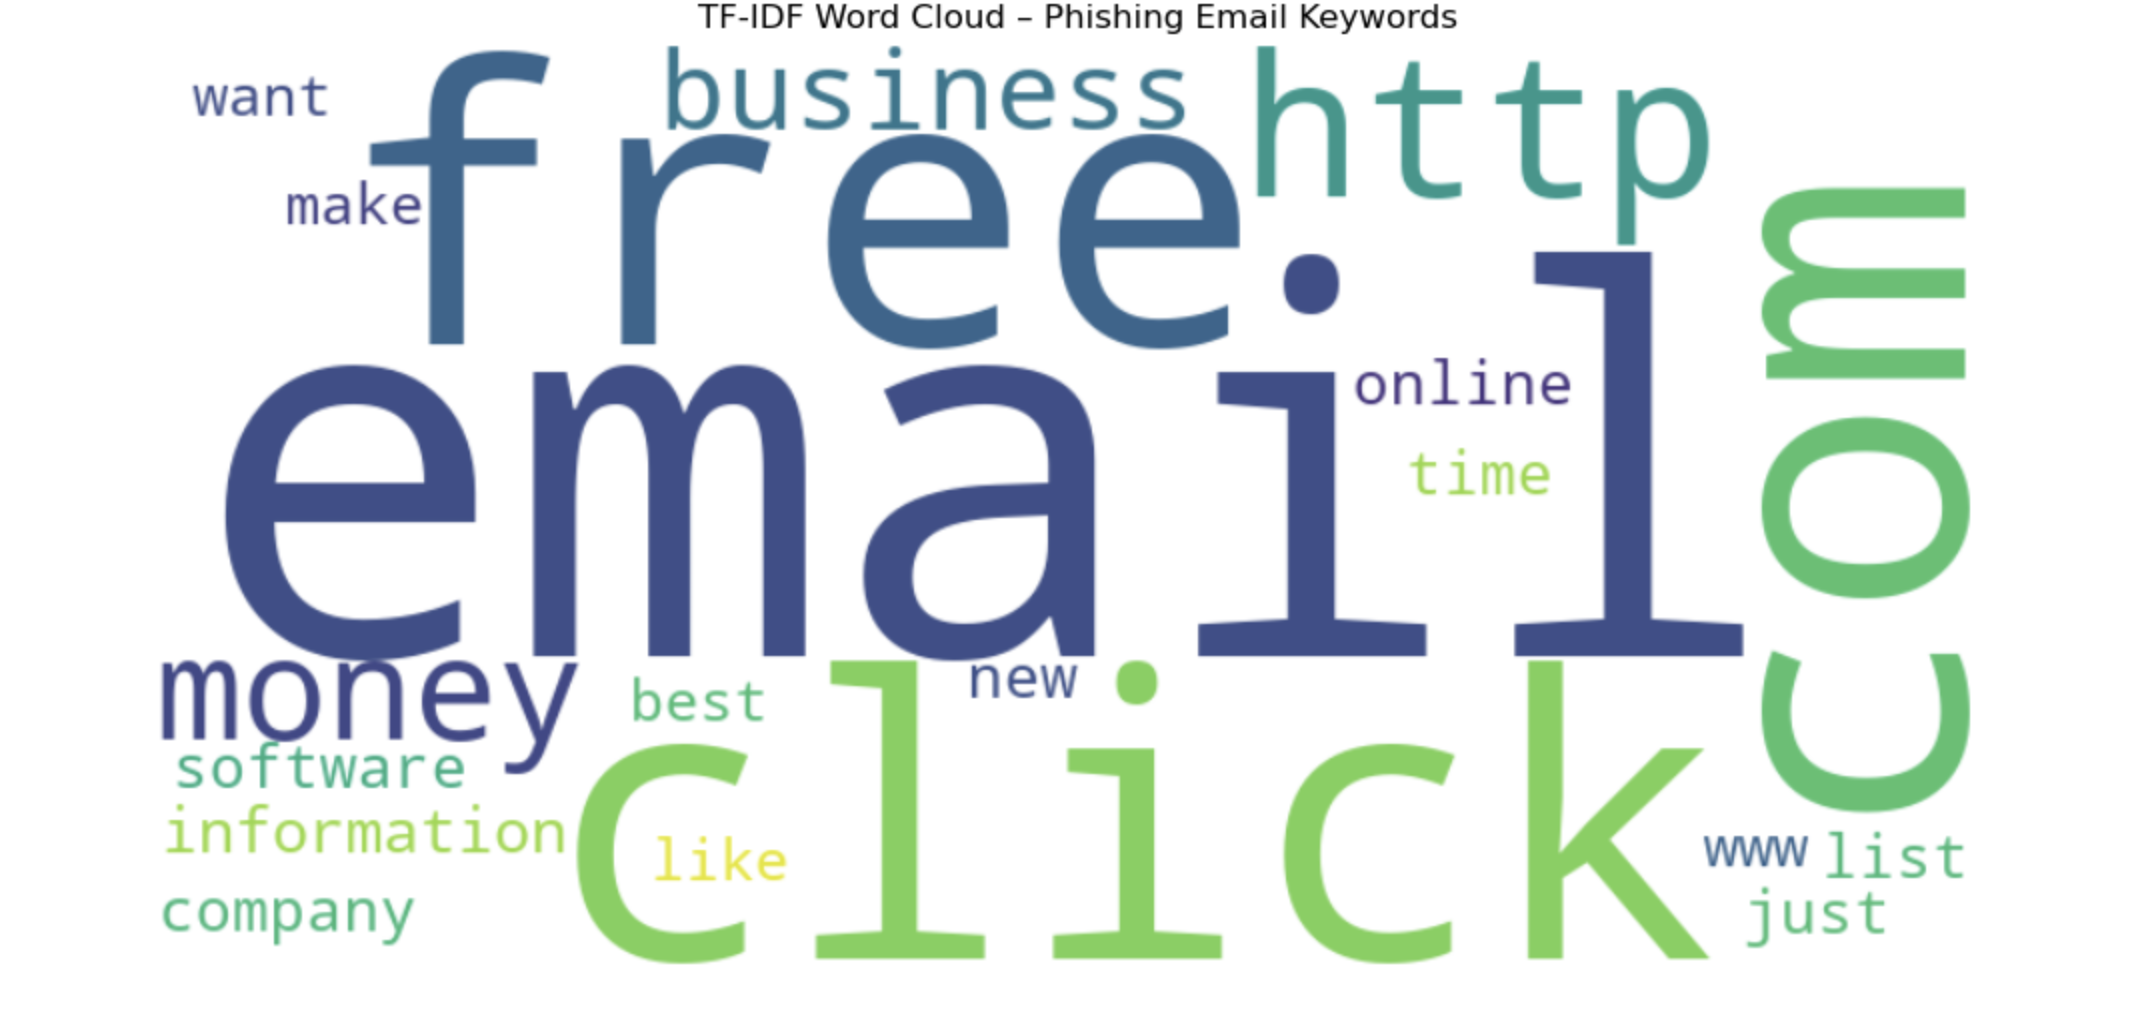 TF-IDF Word Cloud – Phishing Email Keywords
want
business
http
free
make
com
email
online
time
money
best
new
click
software
information
like
www
list
company
just